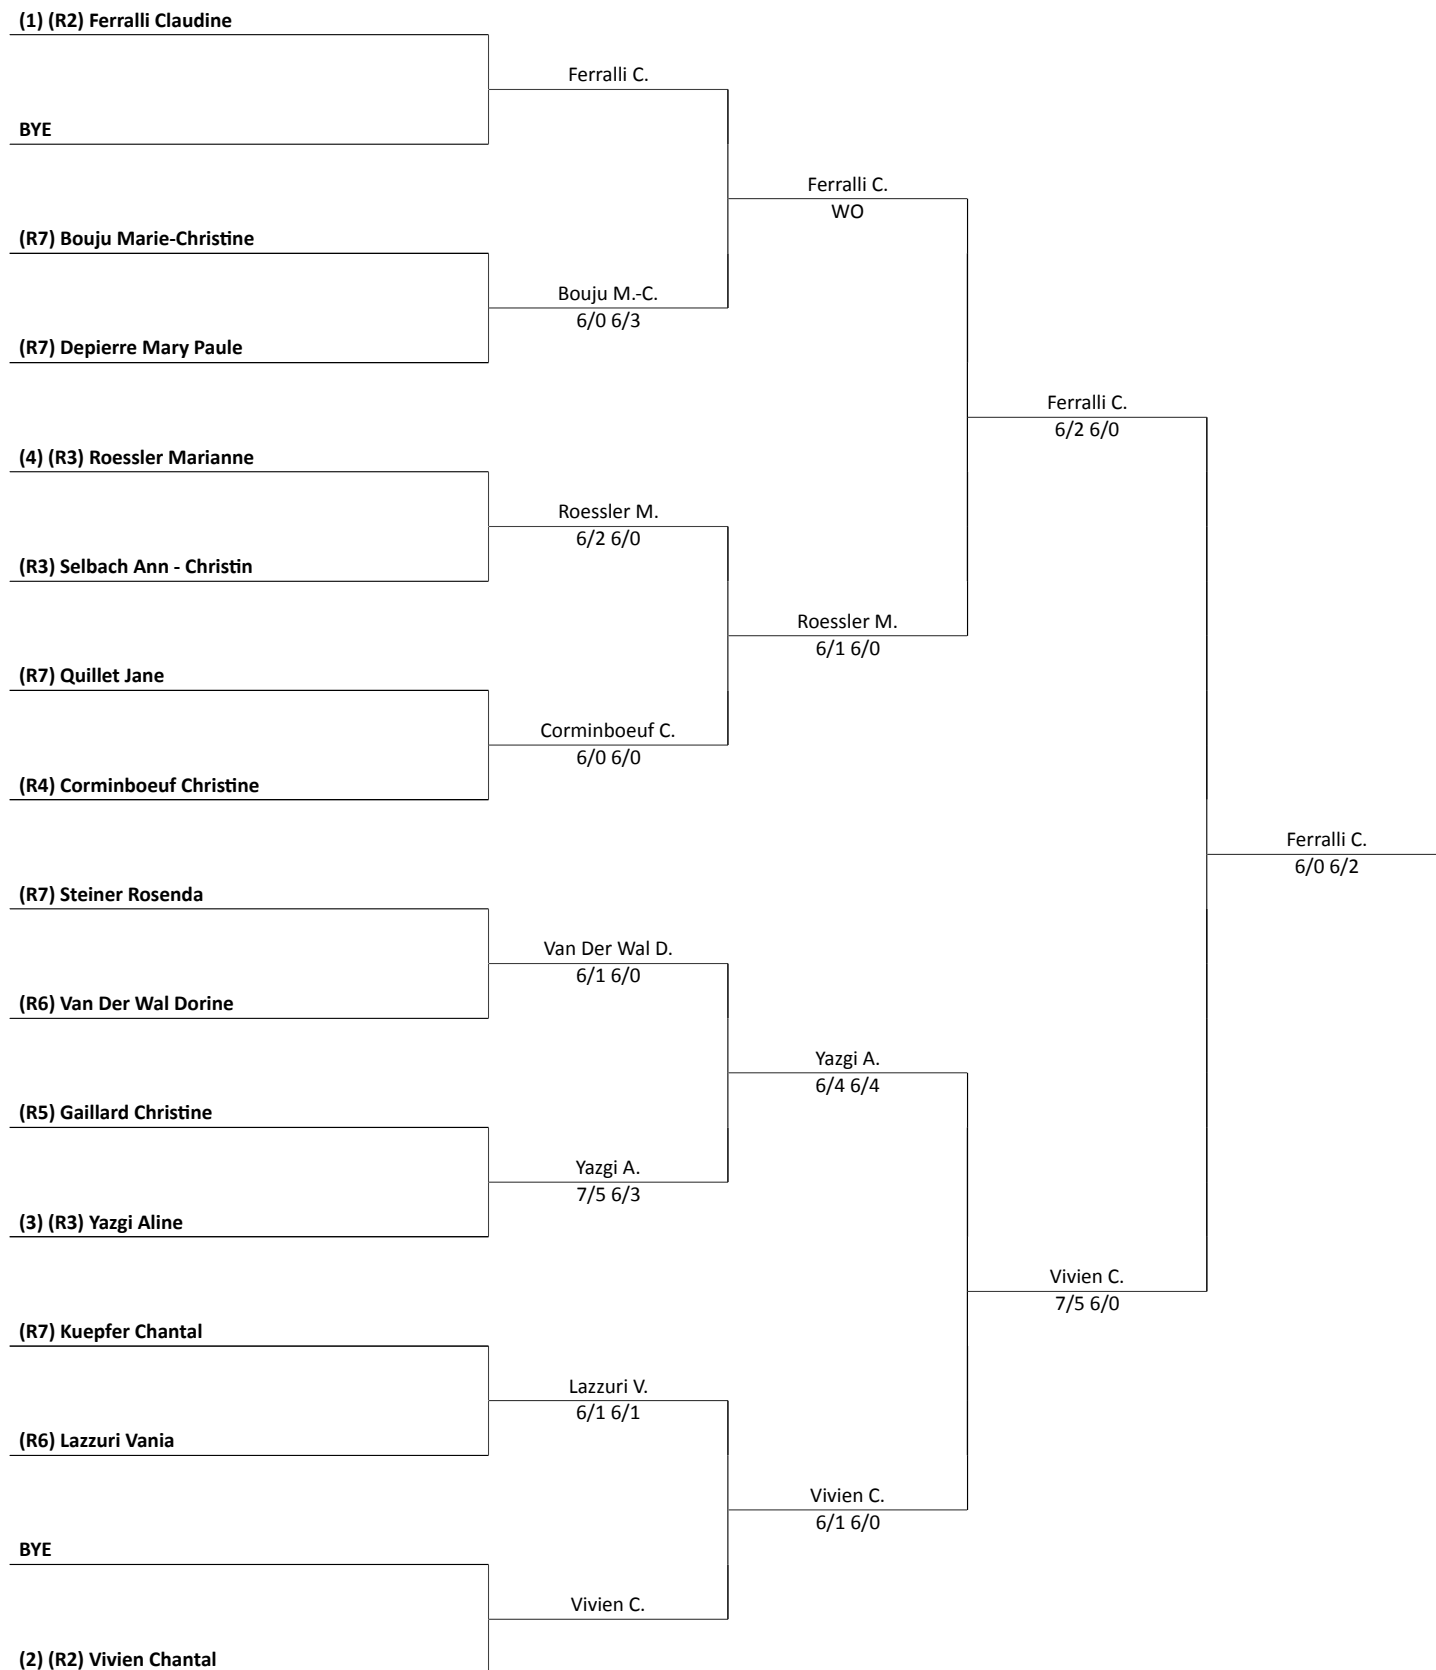 (1) (R2) Ferralli Claudine
Ferralli C.
BYE
Ferralli C.
WO
(R7) Bouju Marie-Christine
Bouju M.-C.
6/0 6/3
(R7) Depierre Mary Paule
Ferralli C.
6/2 6/0
(4) (R3) Roessler Marianne
Roessler M.
6/2 6/0
(R3) Selbach Ann - Christin
Roessler M.
6/1 6/0
(R7) Quillet Jane
Corminboeuf C.
6/0 6/0
(R4) Corminboeuf Christine
Ferralli C.
6/0 6/2
(R7) Steiner Rosenda
Van Der Wal D.
6/1 6/0
(R6) Van Der Wal Dorine
Yazgi A.
6/4 6/4
(R5) Gaillard Christine
Yazgi A.
7/5 6/3
(3) (R3) Yazgi Aline
Vivien C.
7/5 6/0
(R7) Kuepfer Chantal
Lazzuri V.
6/1 6/1
(R6) Lazzuri Vania
Vivien C.
6/1 6/0
BYE
Vivien C.
(2) (R2) Vivien Chantal